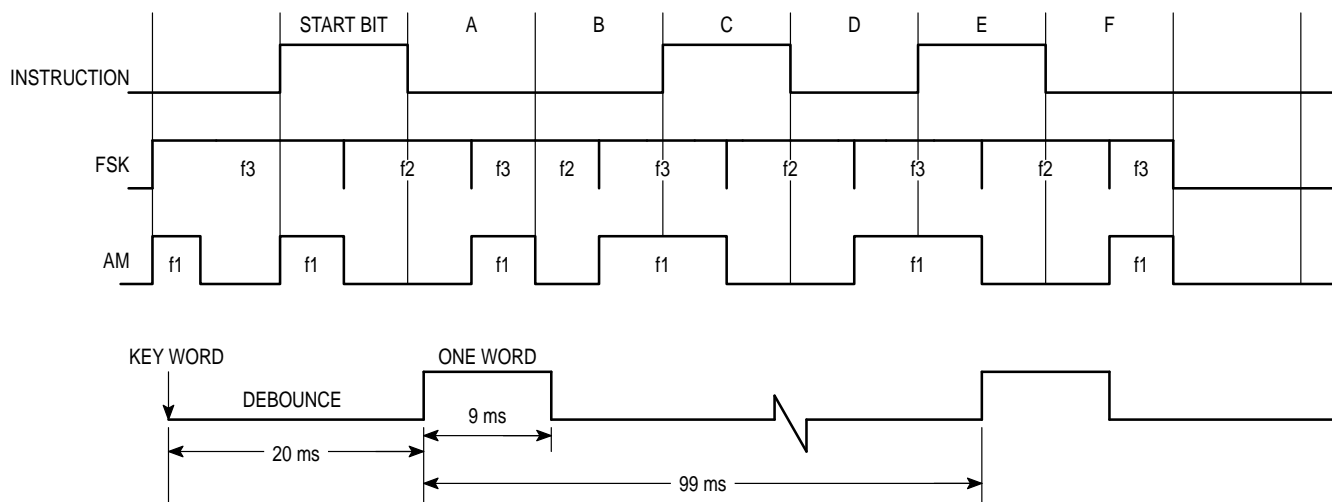 START BIT A B C D E F
INSTRUCTION
FSK f3 f2 f3 f2 f3 f2 f3 f2 f3
AM f1 f1 f1 f1 f1 f1
KEY WORD ONE WORD
DEBOUNCE
9 ms
20 ms
99 ms